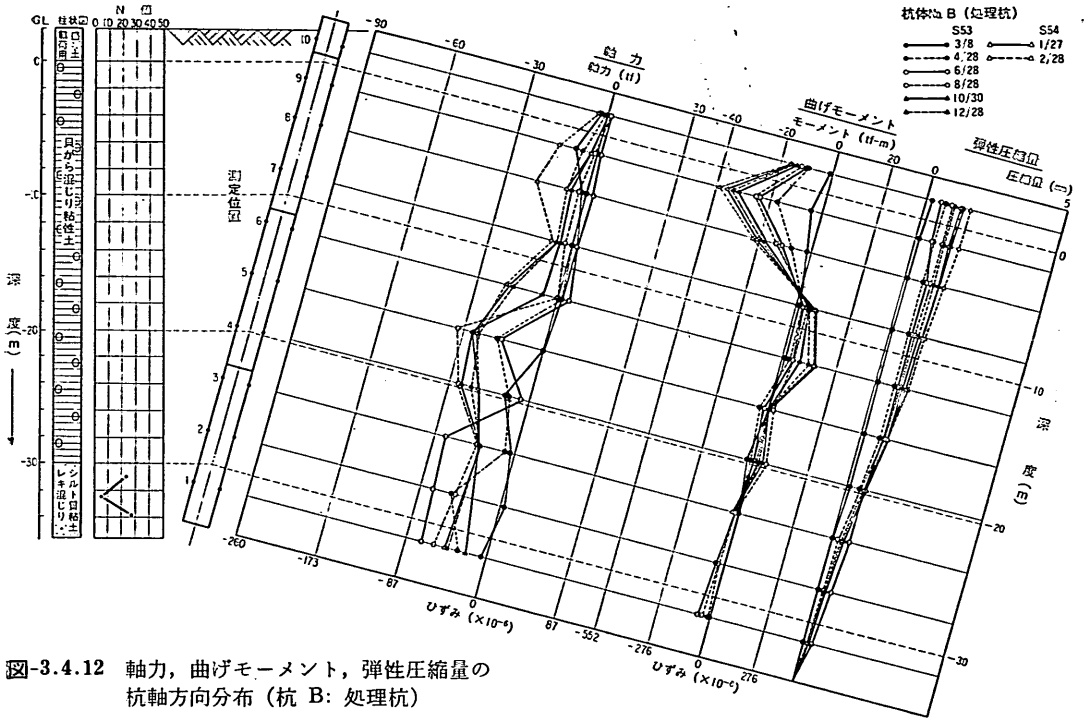 GL 柱状図
N 値
0 10 20 30 40 50
0
-10
-20
-30
深 度(m)
貝がら混じり粘性土
シルト質粘土
レキ混じり
測定位置
10
9
8
7
6
5
4
3
2
1
-90
-60
-30
0
30
軸 力
軸力 (tf)
-260
-173
-87
0
87
ひずみ (×10⁻⁶)
-40
-20
0
20
曲げモーメント
モーメント (tf-m)
-552
-276
0
276
ひずみ (×10⁻⁶)
弾性圧縮量
0
5
0
-10
-20
-30
深 度 (m)
杭体No. B (処理杭)
S53 S54
3/8 1/27
4/28 2/28
6/28
8/28
10/30
12/28
図-3.4.12 軸力,曲げモーメント,弾性圧縮量の
杭軸方向分布 (杭 B: 処理杭)